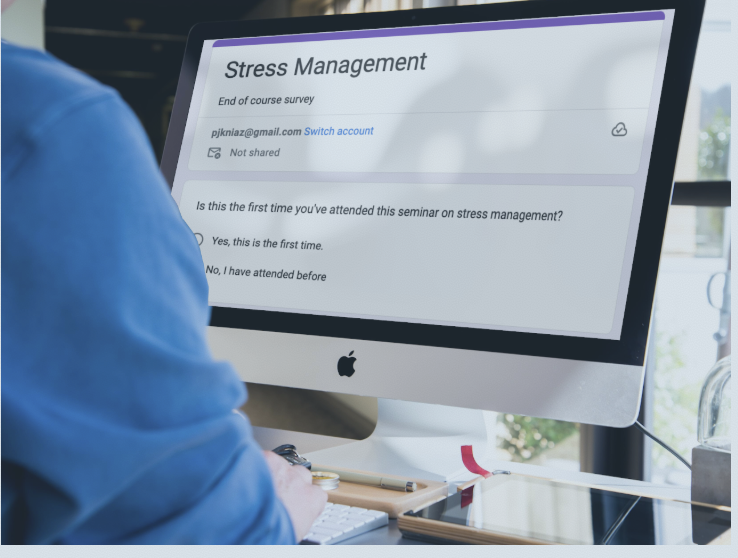 Stress Management
End of course survey
pjkniaz@gmail.com Switch account
Not shared
Is this the first time you've attended this seminar on stress management?
Yes, this is the first time.
No, I have attended before